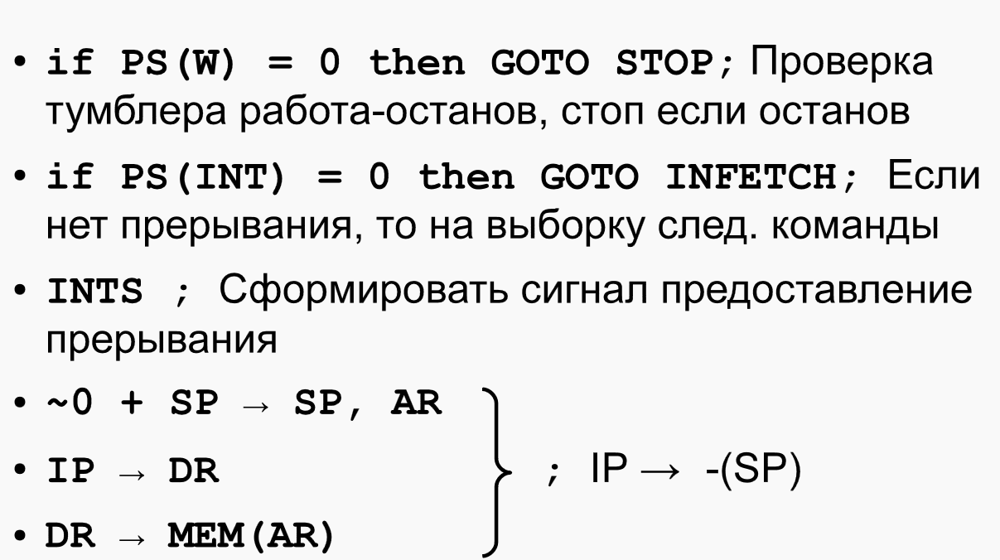 • if PS(W) = 0 then GOTO STOP; Проверка
тумблера работа-останов, стоп если останов
• if PS(INT) = 0 then GOTO INFETCH; Если
нет прерывания, то на выборку след. команды
• INTS ; Сформировать сигнал предоставление
прерывания
• ~0 + SP → SP, AR
• IP → DR ; IP → -(SP)
• DR → MEM(AR)